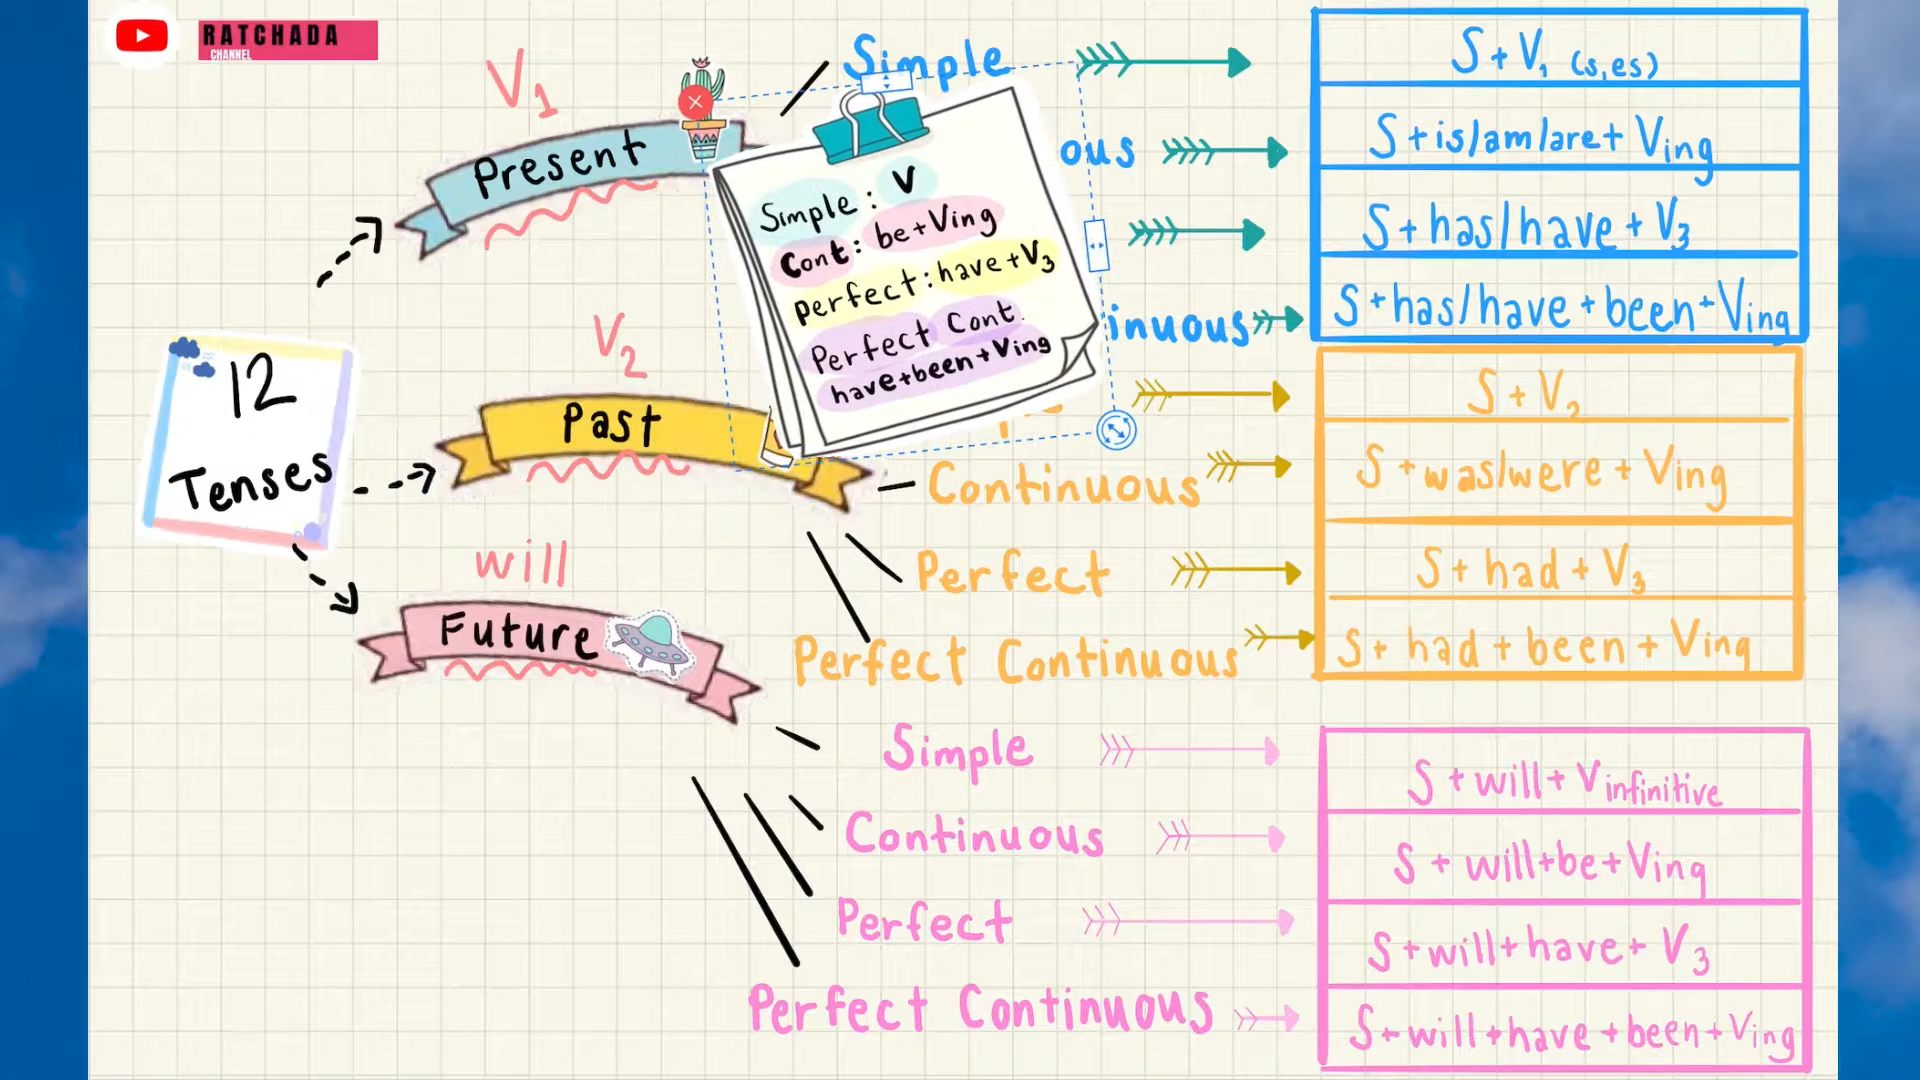 RATCHADA
CHANNEL
12
Tenses
V1
Present
V2
Past
will
Future
Simple : V
Cont : be+Ving
Perfect : have+V3
Perfect Cont.
have+been+Ving
Simple
S + V1 (s,es)
ous
S + is/am/are + Ving
S + has/have + V3
inuous
S + has/have + been + Ving
S + V2
Continuous
S + was/were + Ving
Perfect
S + had + V3
Perfect Continuous
S + had + been + Ving
Simple
S + will + V infinitive
Continuous
S + will + be + Ving
Perfect
S + will + have + V3
Perfect Continuous
S + will + have + been + Ving